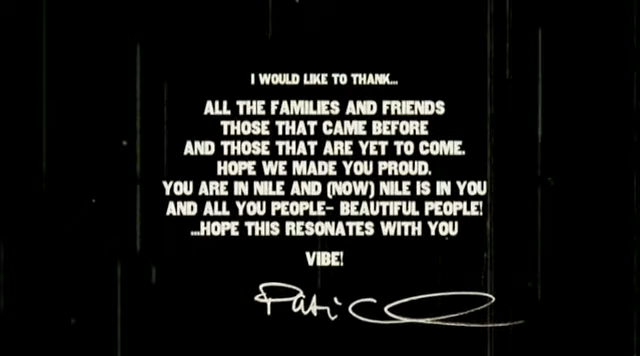 I WOULD LIKE TO THANK...
ALL THE FAMILIES AND FRIENDS
THOSE THAT CAME BEFORE
AND THOSE THAT ARE YET TO COME.
HOPE WE MADE YOU PROUD.
YOU ARE IN NILE AND (NOW) NILE IS IN YOU
AND ALL YOU PEOPLE- BEAUTIFUL PEOPLE!
...HOPE THIS RESONATES WITH YOU
VIBE!